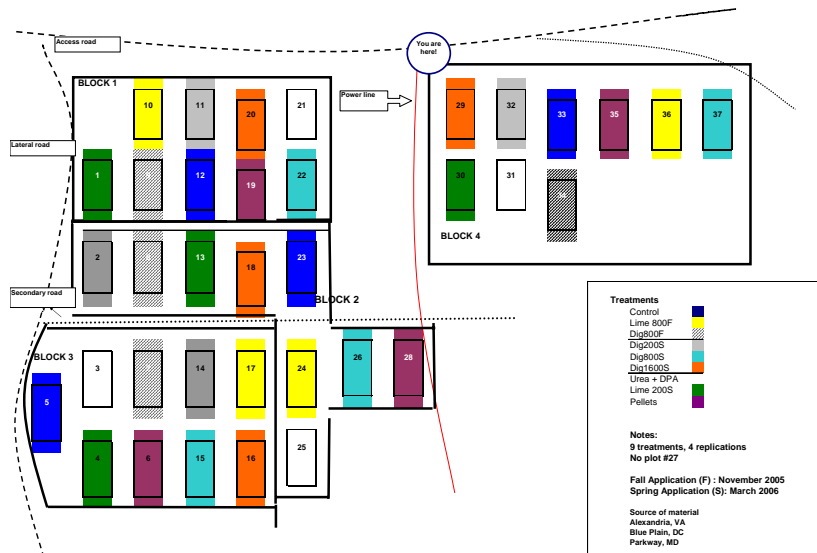 Access road
You are
here!
BLOCK 1
Power line
10
11
20
21
29
32
33
35
36
37
Lateral road
1
12
19
22
30
31
BLOCK 4
2
13
18
23
Secondary road
BLOCK 2
BLOCK 3
3
14
17
24
26
28
5
4
6
15
16
25
Treatments
Control
Lime 800F
Dig800F
Dig200S
Dig800S
Dig1600S
Urea + DPA
Lime 200S
Pellets
Notes:
9 treatments, 4 replications
No plot #27
Fall Application (F) : November 2005
Spring Application (S): March 2006
Source of material
Alexandria, VA
Blue Plain, DC
Parkway, MD